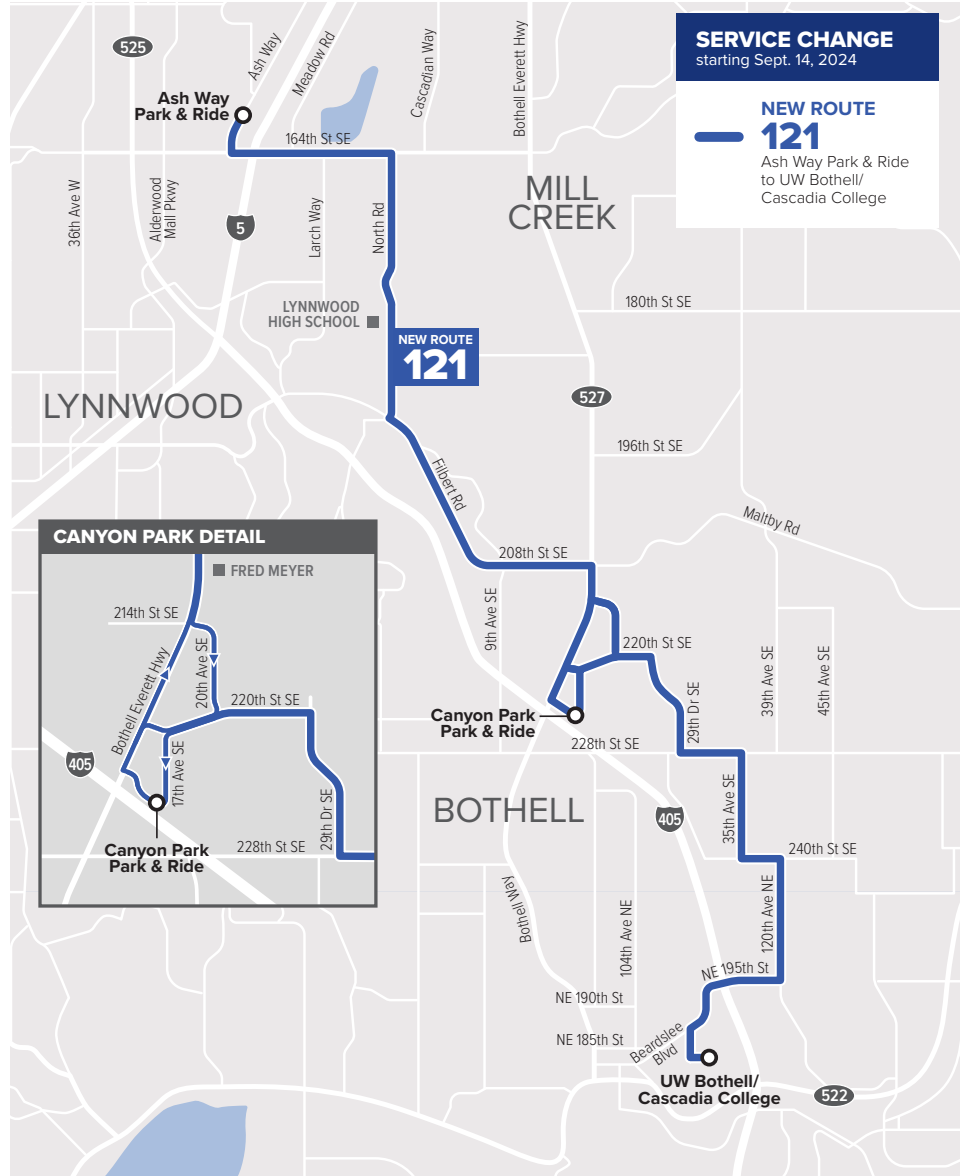 SERVICE CHANGE
starting Sept. 14, 2024
NEW ROUTE
121
Ash Way Park & Ride
to UW Bothell/
Cascadia College
525
Ash Way
Meadow Rd
Cascadian Way
Bothell Everett Hwy
Ash Way
Park & Ride
164th St SE
36th Ave W
Alderwood
Mall Pkwy
5
Larch Way
North Rd
MILL
CREEK
180th St SE
LYNNWOOD
HIGH SCHOOL
NEW ROUTE
121
LYNNWOOD
527
196th St SE
Filbert Rd
Maltby Rd
208th St SE
9th Ave SE
220th St SE
39th Ave SE
45th Ave SE
29th Dr SE
Canyon Park
Park & Ride
228th St SE
BOTHELL
405
35th Ave SE
240th St SE
Bothell Way
104th Ave NE
120th Ave NE
NE 195th St
NE 190th St
NE 185th St
Beardslee
Blvd
UW Bothell/
Cascadia College
522
CANYON PARK DETAIL
FRED MEYER
214th St SE
Bothell Everett Hwy
20th Ave SE
220th St SE
405
17th Ave SE
29th Dr SE
Canyon Park
Park & Ride
228th St SE